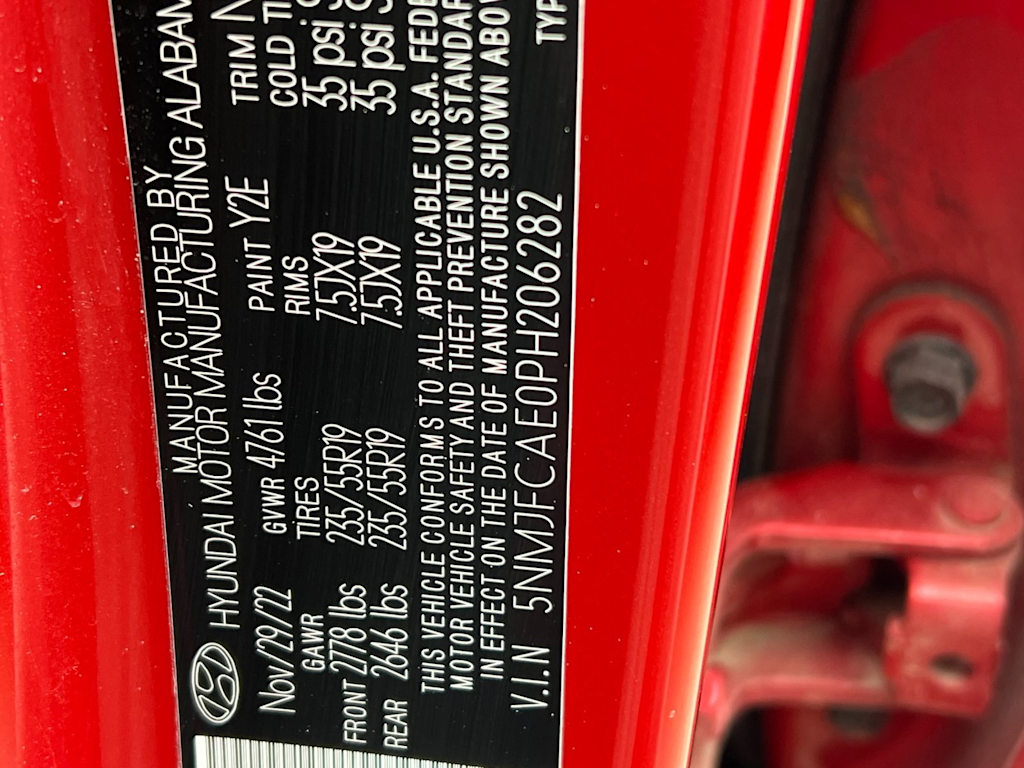 MANUFACTURED BY
HYUNDAI MOTOR MANUFACTURING ALABAM
Nov/29/22 GVWR 4761 lbs PAINT Y2E TRIM N
GAWR TIRES RIMS COLD TI
FRONT 2778 lbs 235/55R19 7.5JX19 35 psi S
REAR 2646 lbs 235/55R19 7.5JX19 35 psi S
THIS VEHICLE CONFORMS TO ALL APPLICABLE U.S.A. FEDE
MOTOR VEHICLE SAFETY AND THEFT PREVENTION STANDAR
IN EFFECT ON THE DATE OF MANUFACTURE SHOWN ABOV
V.I.N 5NMJFCAE0PH206282 TYP